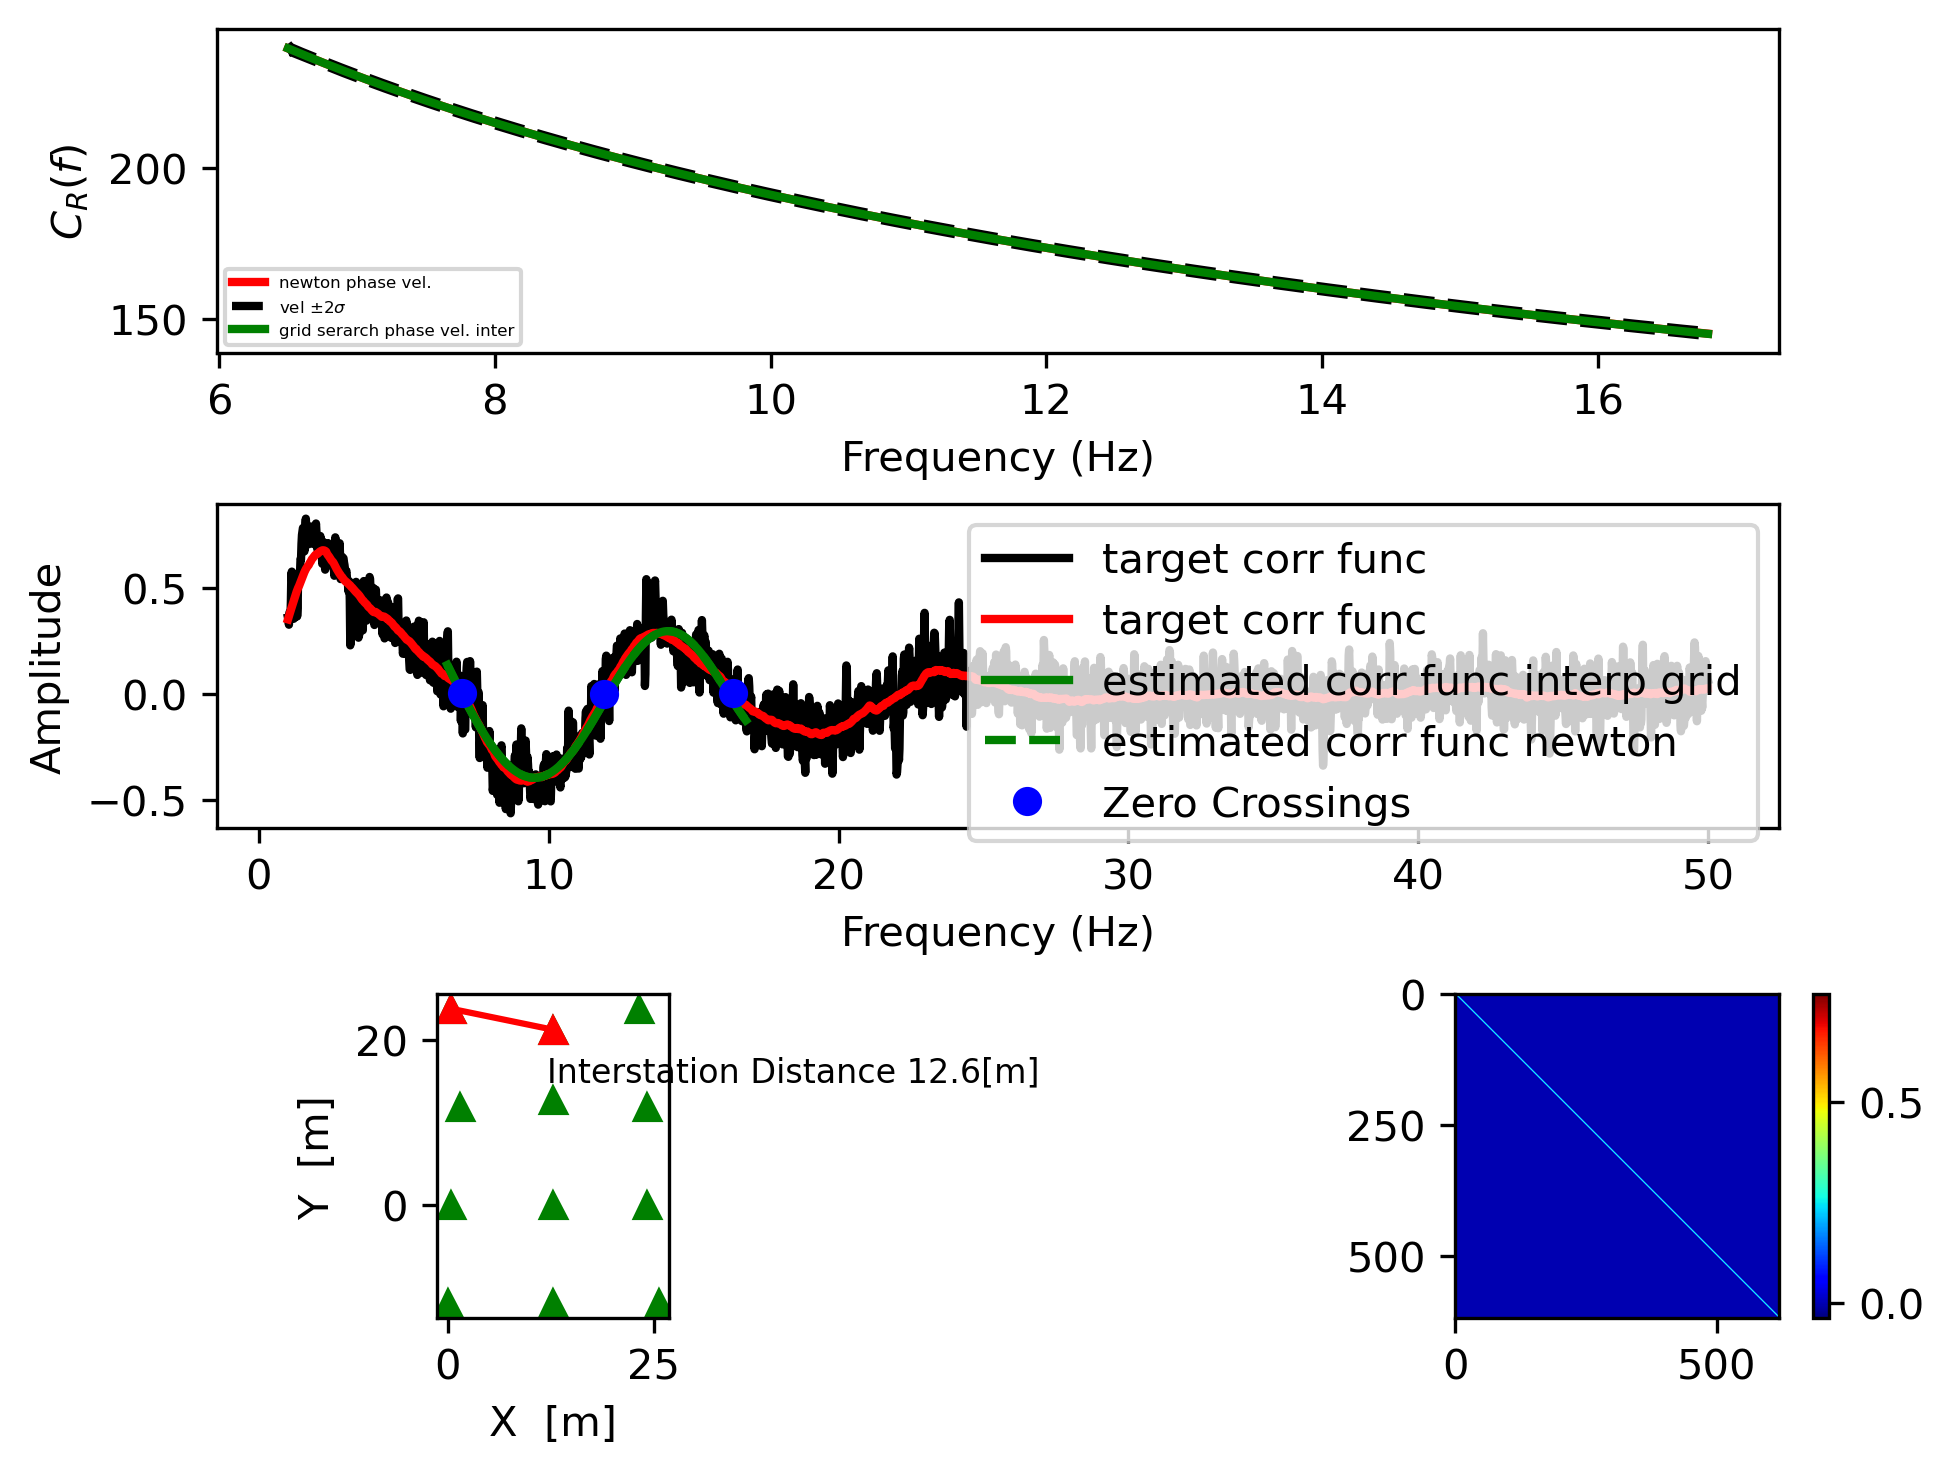 C_R(f)
200
150
newton phase vel.
vel ±2σ
grid serarch phase vel. inter
6 8 10 12 14 16
Frequency (Hz)
Amplitude
0.5
0.0
−0.5
target corr func
target corr func
estimated corr func interp grid
estimated corr func newton
Zero Crossings
0 10 20 30 40 50
Frequency (Hz)
Y [m]
20
0
Interstation Distance 12.6[m]
0 25
X [m]
0
250
500
0 500
0.5
0.0